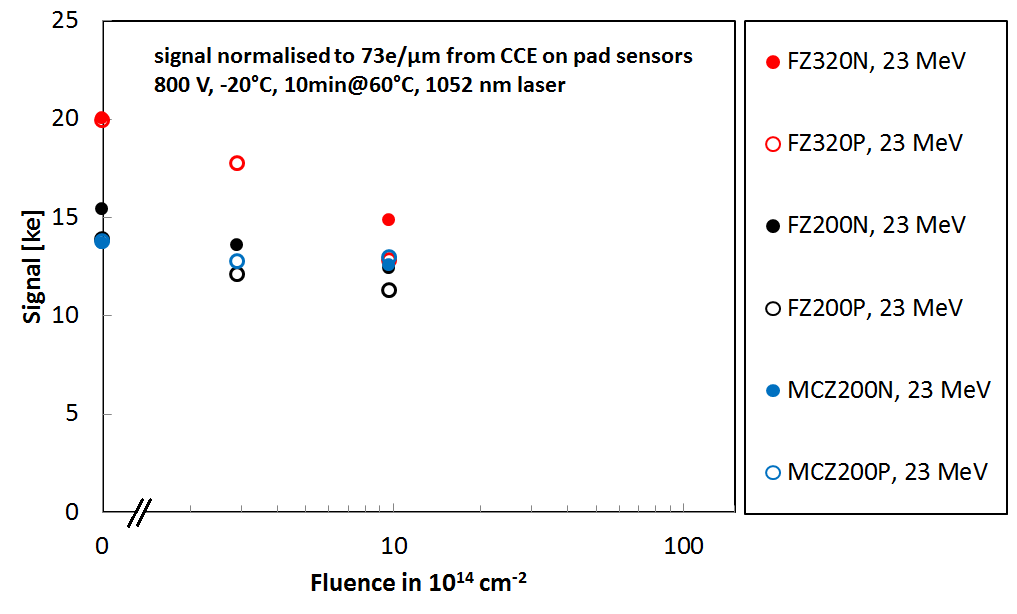 25
signal normalised to 73e/µm from CCE on pad sensors
800 V, -20°C, 10min@60°C, 1052 nm laser
20
15
10
5
0
Signal [ke]
0
10
100
Fluence in 10¹⁴ cm⁻²
FZ320N, 23 MeV
FZ320P, 23 MeV
FZ200N, 23 MeV
FZ200P, 23 MeV
MCZ200N, 23 MeV
MCZ200P, 23 MeV